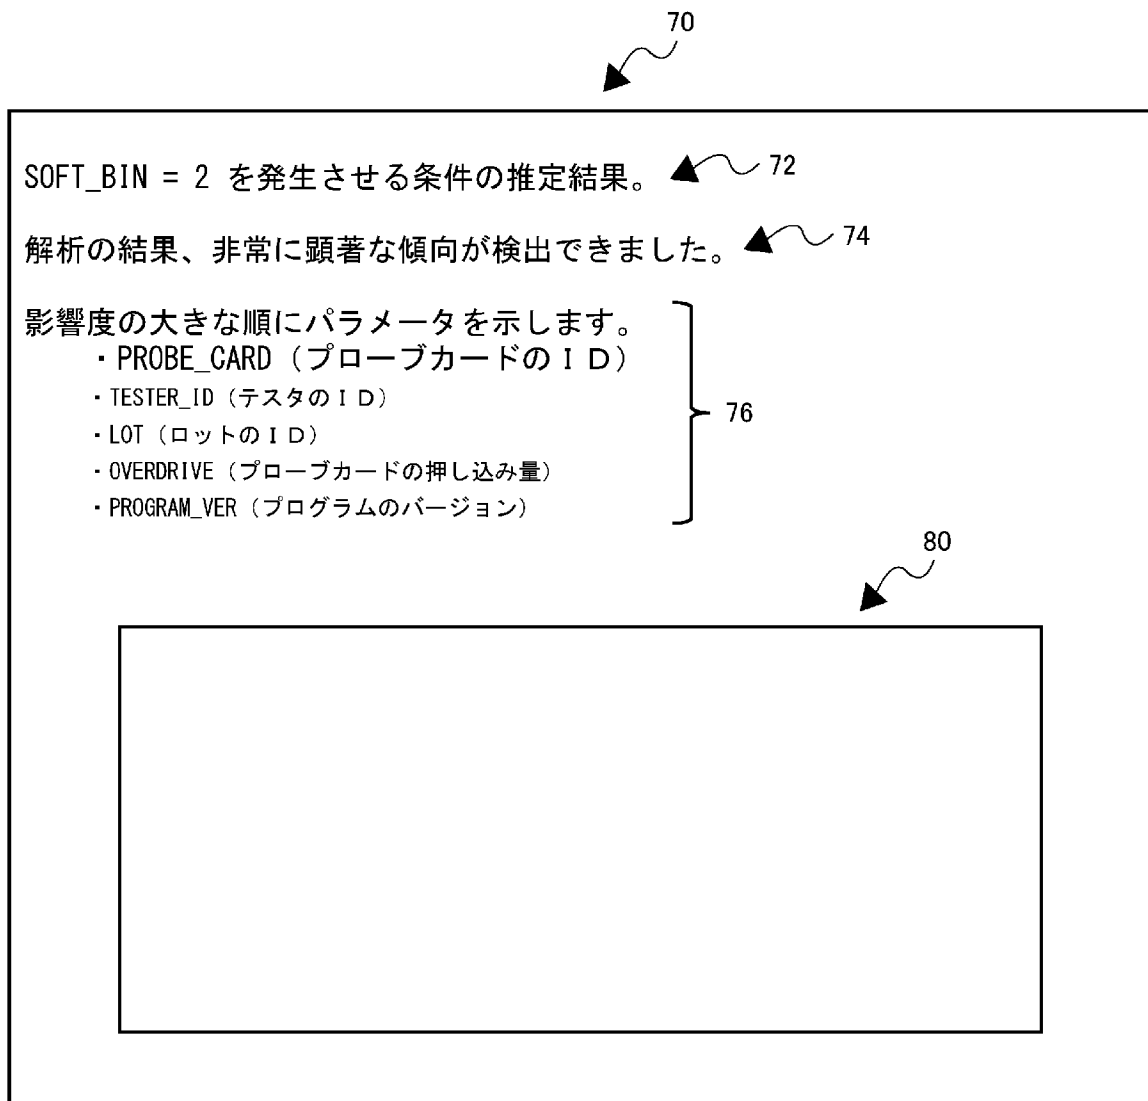 70
SOFT_BIN = 2 を発生させる条件の推定結果。 72
解析の結果、非常に顕著な傾向が検出できました。 74
影響度の大きな順にパラメータを示します。
・PROBE_CARD（プローブカードのＩＤ）
・TESTER_ID（テスタのＩＤ）
・LOT（ロットのＩＤ）
・OVERDRIVE（プローブカードの押し込み量）
・PROGRAM_VER（プログラムのバージョン）
76
80